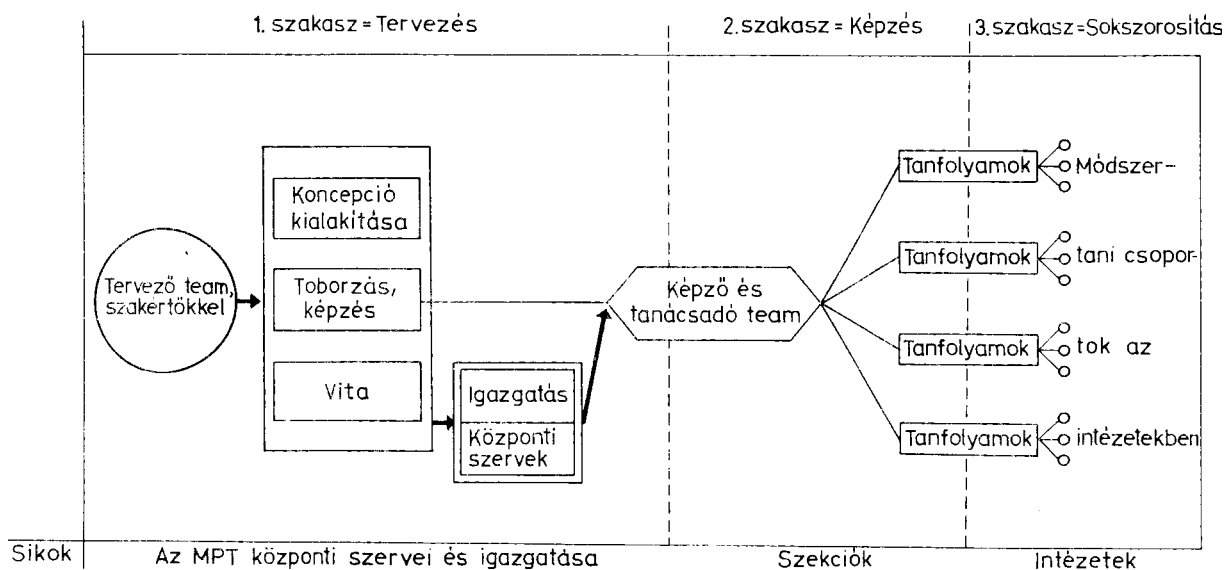 1. szakasz = Tervezés
2.szakasz = Képzés
3.szakasz=Sokszorosítás
Tervező team,
szakértőkkel
Koncepció
kialakítása
Toborzás,
képzés
Vita
Igazgatás
Központi
szervek
Képző és
tanácsadó team
Tanfolyamok
Tanfolyamok
Tanfolyamok
Tanfolyamok
Módszer-
tani csopor-
tok az
intézetekben
Sikok
Az MPT központi szervei és igazgatása
Szekciók
Intézetek